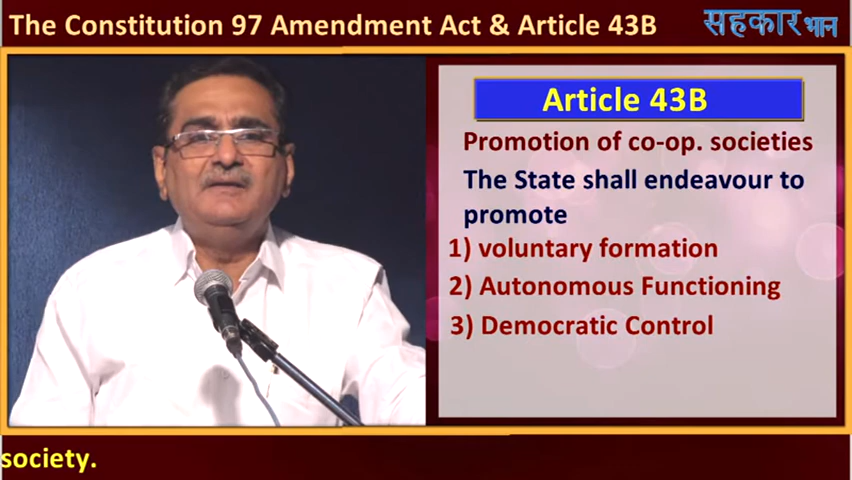 The Constitution 97 Amendment Act & Article 43B
सहकार भान
Article 43B
Promotion of co-op. societies
The State shall endeavour to
promote
1) voluntary formation
2) Autonomous Functioning
3) Democratic Control
society.